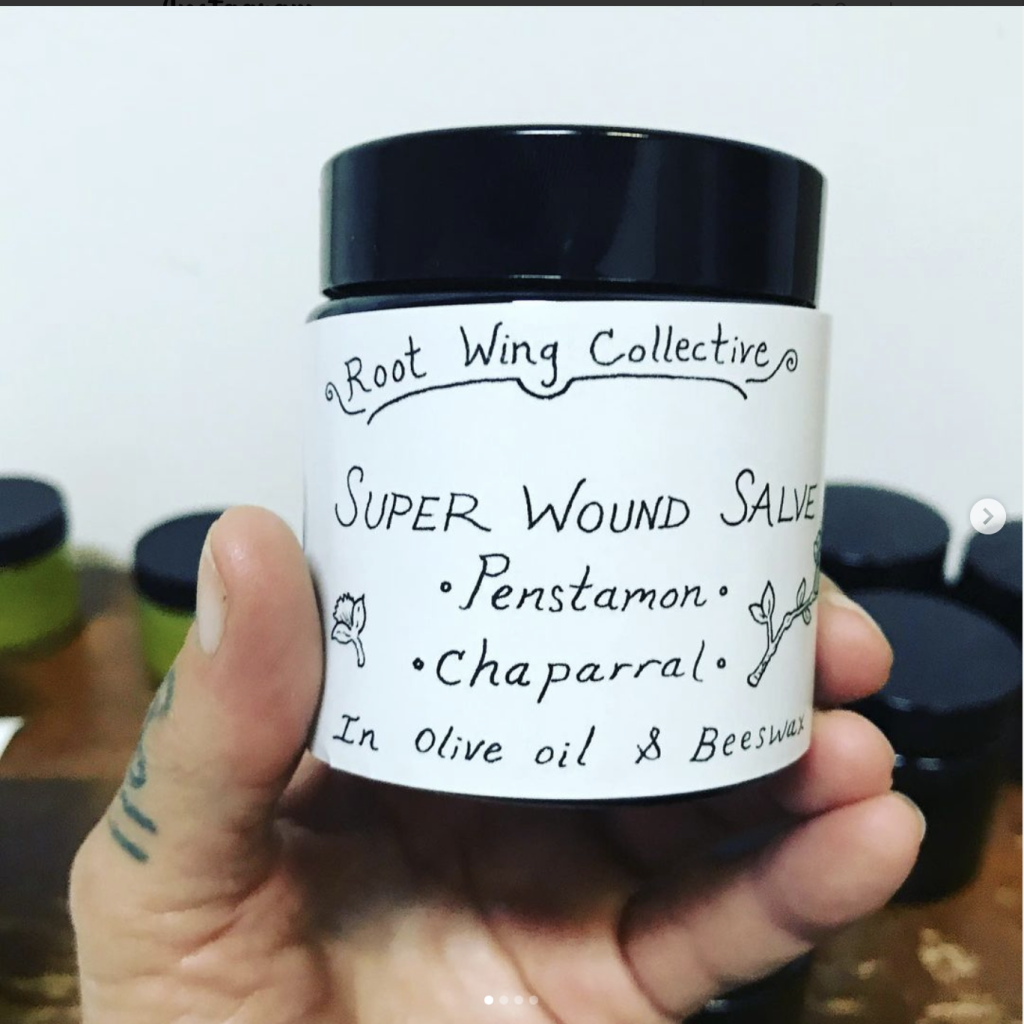 Root Wing Collective
SUPER WOUND SALVE
•Penstamon•
•Chaparral•
In Olive oil & Beeswax